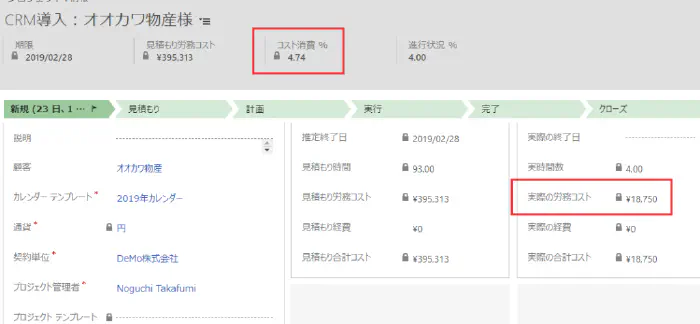 CRM導入：オオカワ物産様
期限 見積もり労務コスト コスト消費 % 進行状況 %
2019/02/28 ¥395,313 4.74 4.00
新規 (23 日、1 … 見積もり 計画 実行 完了 クローズ
説明
顧客 オオカワ物産
カレンダー テンプレート* 2019年カレンダー
通貨* 円
契約単位* DeMo株式会社
プロジェクト管理者* Noguchi Takafumi
プロジェクト テンプレート
推定終了日 2019/02/28
見積もり時間 93.00
見積もり労務コスト ¥395,313
見積もり経費 ¥0
見積もり合計コスト ¥395,313
実際の終了日
実時間数 4.00
実際の労務コスト ¥18,750
実際の経費 ¥0
実際の合計コスト ¥18,750